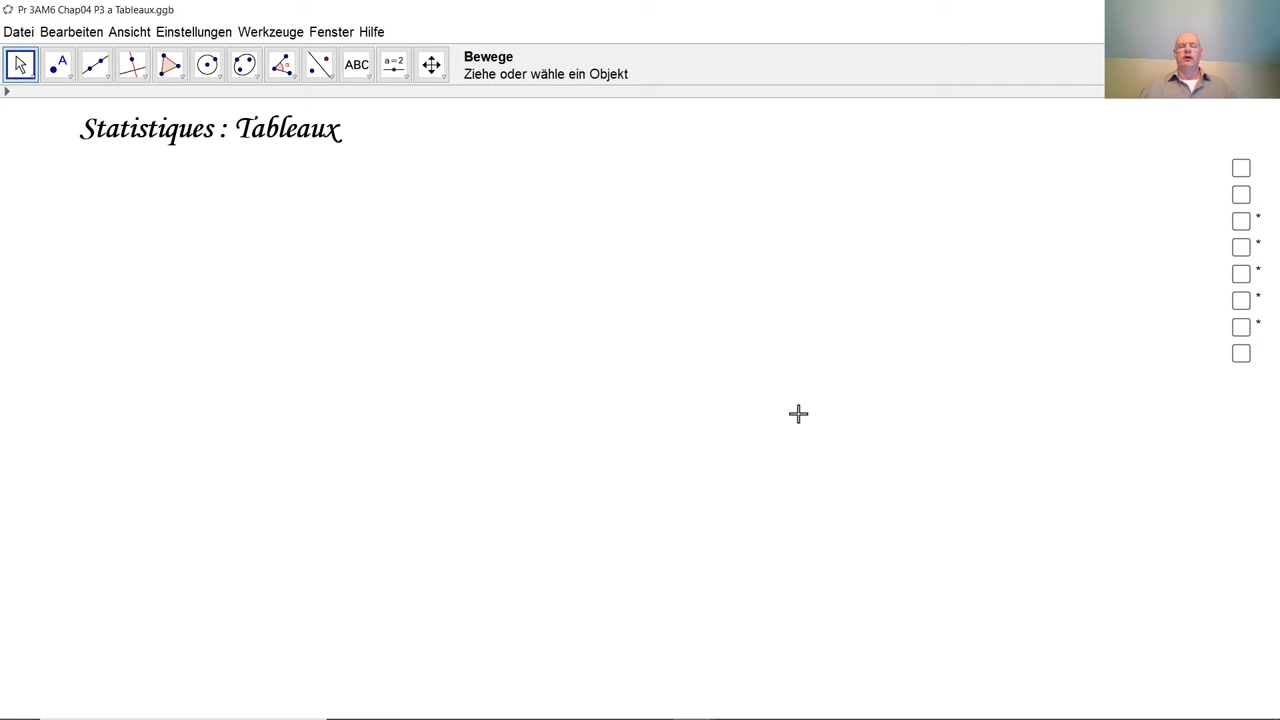 Pr 3AM6 Chap04 P3 a Tableaux.ggb
Datei Bearbeiten Ansicht Einstellungen Werkzeuge Fenster Hilfe
A
α
ABC
a=2
Bewege
Ziehe oder wähle ein Objekt
Statistiques : Tableaux
*
*
*
*
*